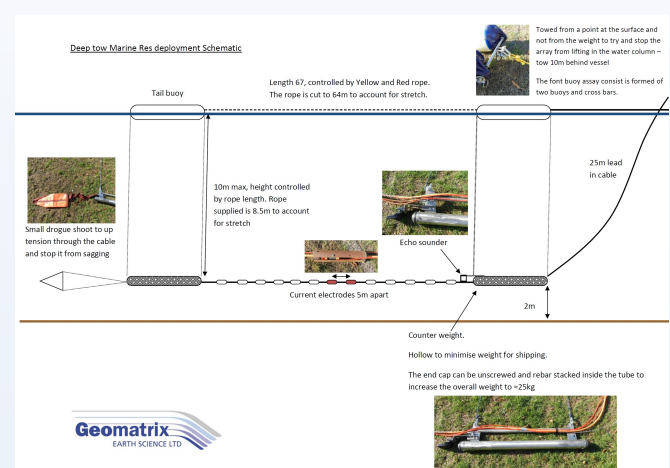 Deep tow Marine Res deployment Schematic
Towed from a point at the surface and
not from the weight to try and stop the
array from lifting in the water column –
tow 10m behind vessel
The font buoy assay consist is formed of
two buoys and cross bars.
Tail buoy
Length 67, controlled by Yellow and Red rope.
The rope is cut to 64m to account for stretch.
25m lead
in cable
10m max, height controlled
by rope length. Rope
supplied is 8.5m to account
for stretch
Small drogue shoot to up
tension through the cable
and stop it from sagging
Echo sounder
Current electrodes 5m apart
2m
Counter weight.
Hollow to minimise weight for shipping.
The end cap can be unscrewed and rebar stacked inside the tube to
increase the overall weight to ≈25kg
Geomatrix
EARTH SCIENCE LTD